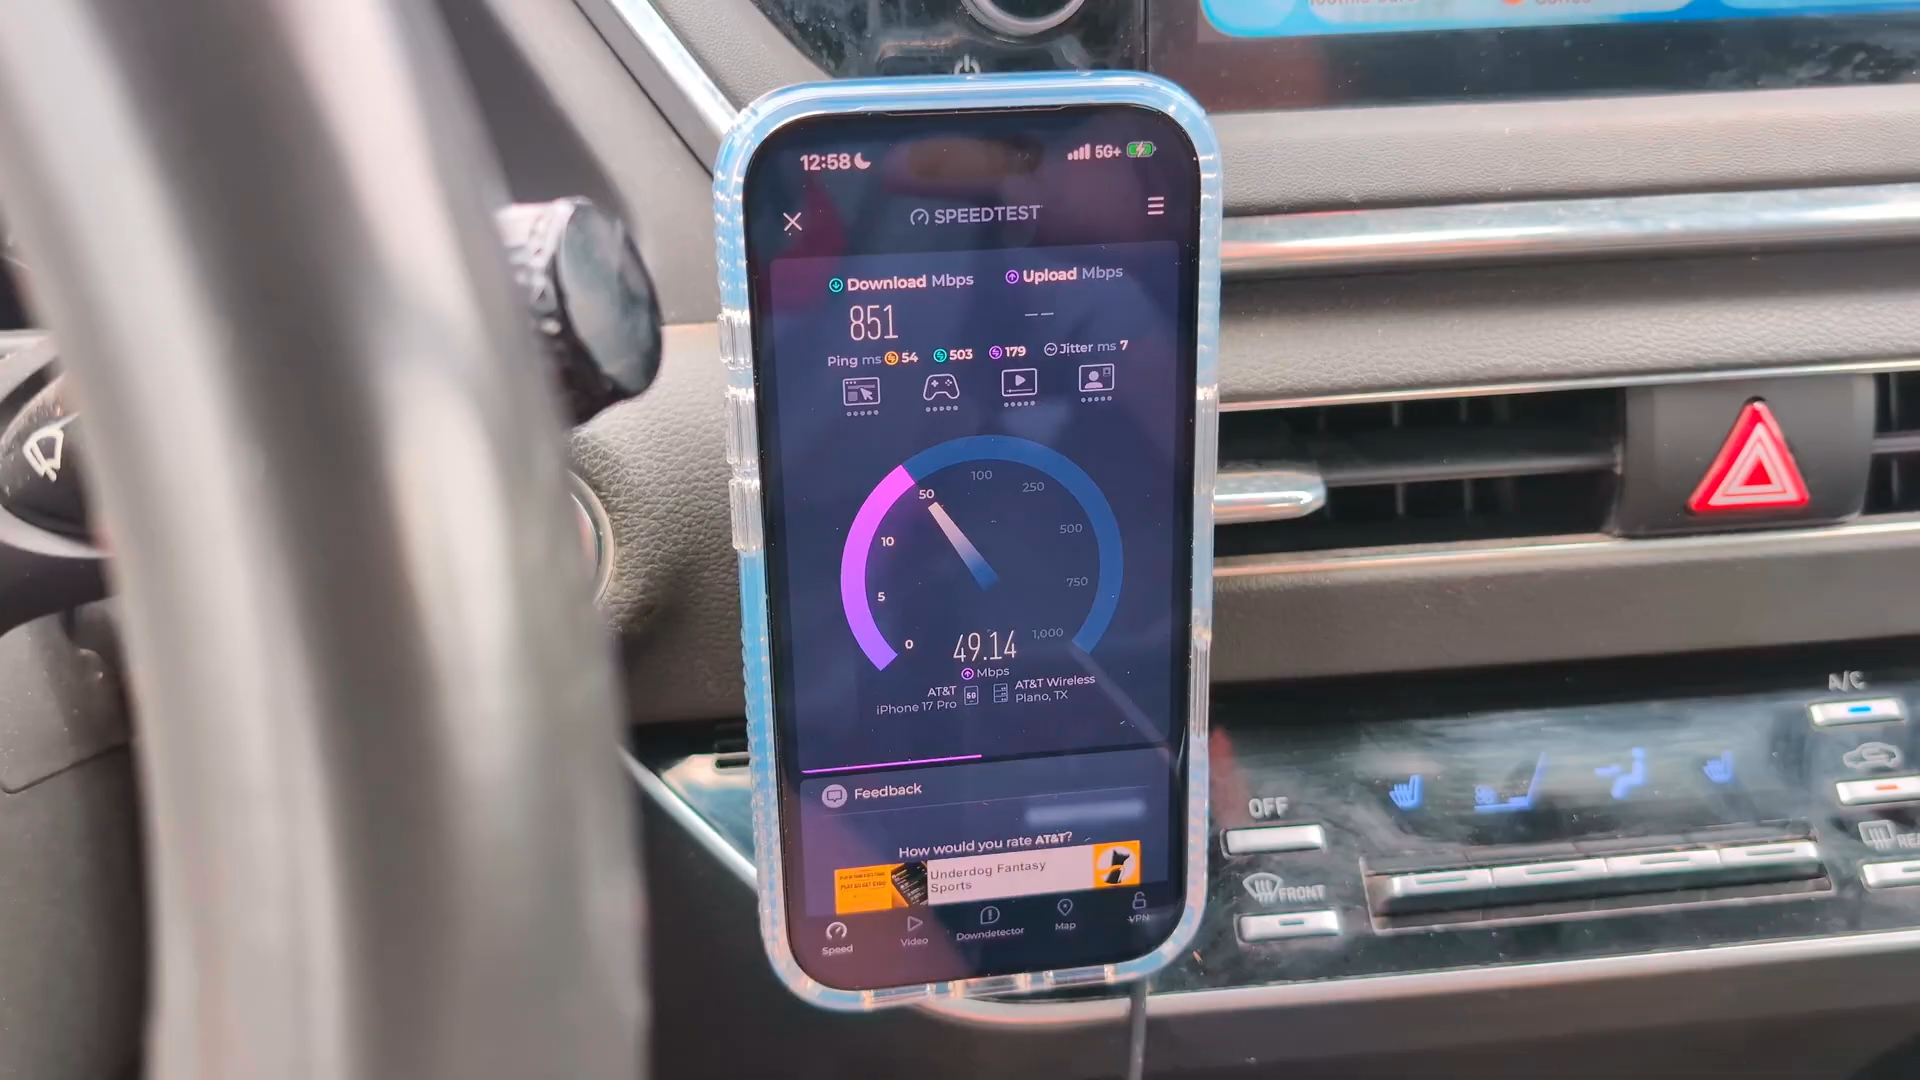 12:58
5G+
SPEEDTEST
Download Mbps
Upload Mbps
851
— —
Ping ms 54 503 179 Jitter ms 7
0
5
10
50
100
250
500
750
1,000
49.14
Mbps
AT&T
iPhone 17 Pro
5G
AT&T Wireless
Plano, TX
Feedback
How would you rate AT&T?
Underdog Fantasy
Sports
Speed
Video
Downdetector
Map
VPN
A/C
OFF
FRONT